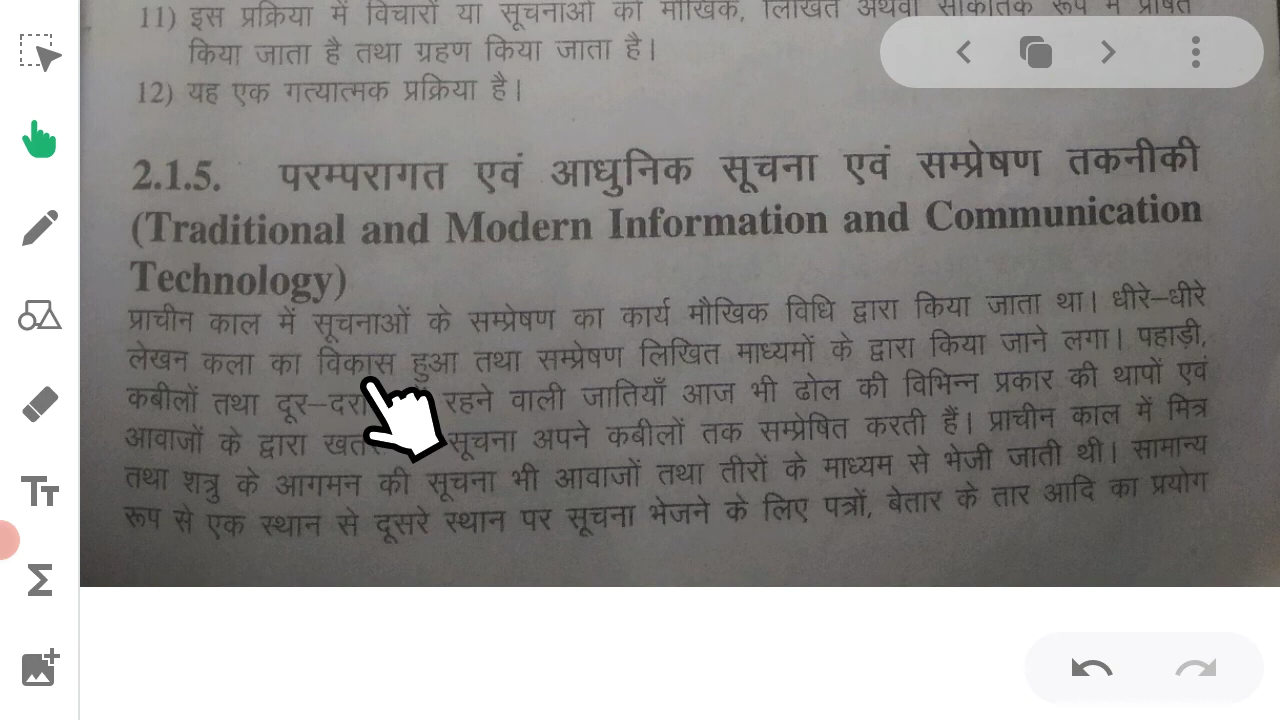 11) इस प्रक्रिया में विचारों या सूचनाओं को मौखिक, लिखित अथवा सांकेतिक रूप में प्रेषित
किया जाता है तथा ग्रहण किया जाता है।
12) यह एक गत्यात्मक प्रक्रिया है।
2.1.5. परम्परागत एवं आधुनिक सूचना एवं सम्प्रेषण तकनीकी
(Traditional and Modern Information and Communication
Technology)
प्राचीन काल में सूचनाओं के सम्प्रेषण का कार्य मौखिक विधि द्वारा किया जाता था। धीरे–धीरे
लेखन कला का विकास हुआ तथा सम्प्रेषण लिखित माध्यमों के द्वारा किया जाने लगा। पहाड़ी,
कबीलों तथा रहने वाली जातियाँ आज भी ढोल की विभिन्न प्रकार की थापों एवं
आवाजों के द्वारा सूचना अपने कबीलों तक सम्प्रेषित करती हैं। प्राचीन काल में मित्र
तथा शत्रु के आगमन की सूचना भी आवाजों तथा तीरों के माध्यम से भेजी जाती थी। सामान्य
रूप से एक स्थान से दूसरे स्थान पर सूचना भेजने के लिए पत्रों, बेतार के तार आदि का प्रयोग
Tт
Σ